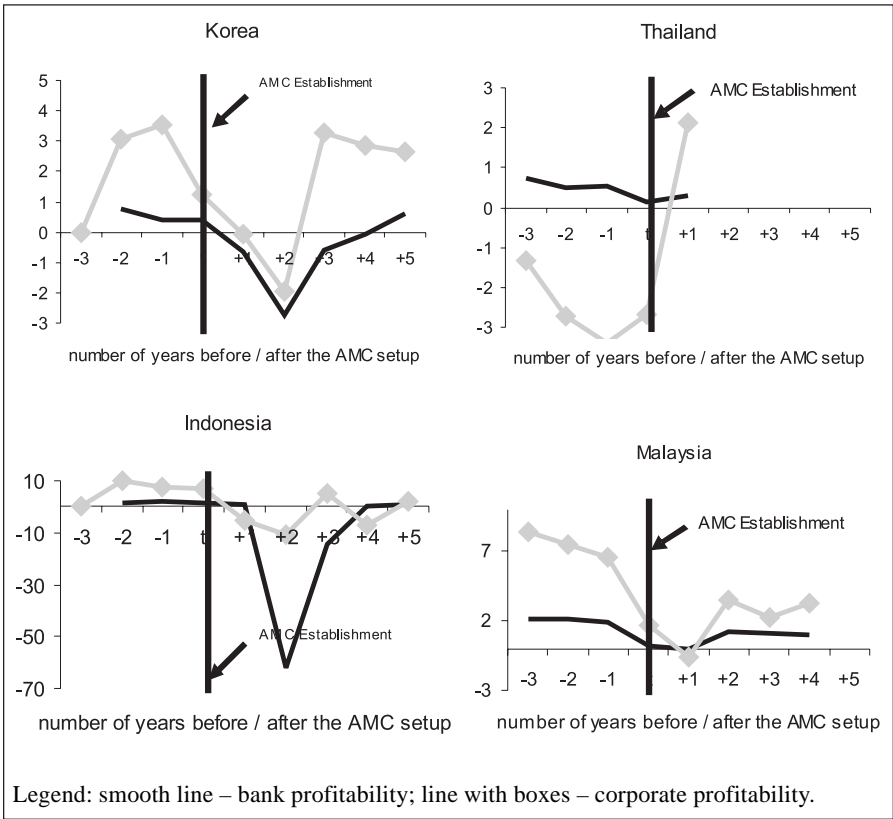 Korea
5
4
3
2
1
0
-1
-2
-3
-3 -2 -1 +1 +2 +3 +4 +5
AMC Establishment
number of years before / after the AMC setup
Thailand
3
2
1
0
-1
-2
-3
-3 -2 -1 t +1 +2 +3 +4 +5
AMC Establishment
number of years before / after the AMC setup
Indonesia
10
-10
-30
-50
-70
-3 -2 -1 t +1 +2 +3 +4 +5
AMC Establishment
number of years before / after the AMC setup
Malaysia
7
2
-3
-3 -2 -1 +1 +2 +3 +4 +5
AMC Establishment
number of years before / after the AMC setup
Legend: smooth line – bank profitability; line with boxes – corporate profitability.